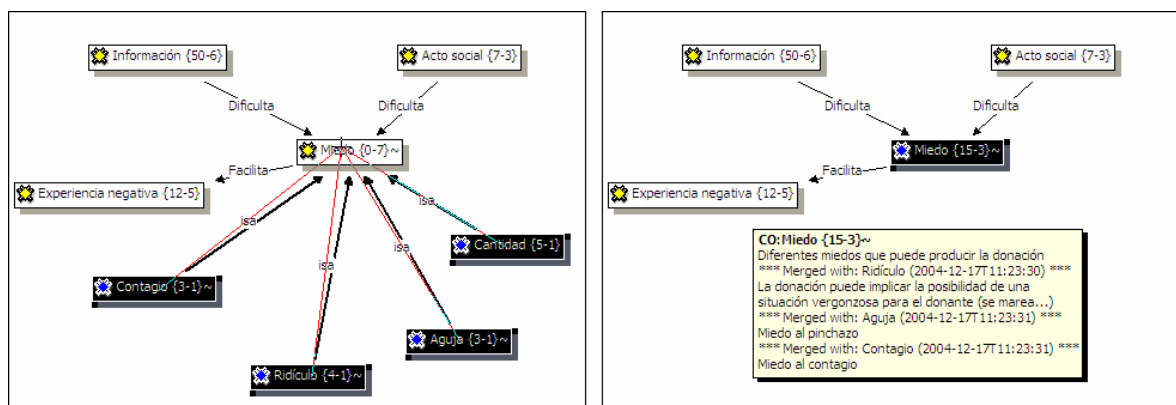 Información {50-6}
Acto social {7-3}
Dificulta
Dificulta
Miedo {0-7}~
Facilita
Experiencia negativa {12-5}
isa
isa
isa
isa
Cantidad {5-1}
Contagio {3-1}~
Aguja {3-1}~
Ridículo {4-1}~
Información {50-6}
Acto social {7-3}
Dificulta
Dificulta
Miedo {15-3}~
Facilita
Experiencia negativa {12-5}
CO:Miedo {15-3}~
Diferentes miedos que puede producir la donación
*** Merged with: Ridículo (2004-12-17T11:23:30) ***
La donación puede implicar la posibilidad de una
situación vergonzosa para el donante (se marea...)
*** Merged with: Aguja (2004-12-17T11:23:31) ***
Miedo al pinchazo
*** Merged with: Contagio (2004-12-17T11:23:31) ***
Miedo al contagio